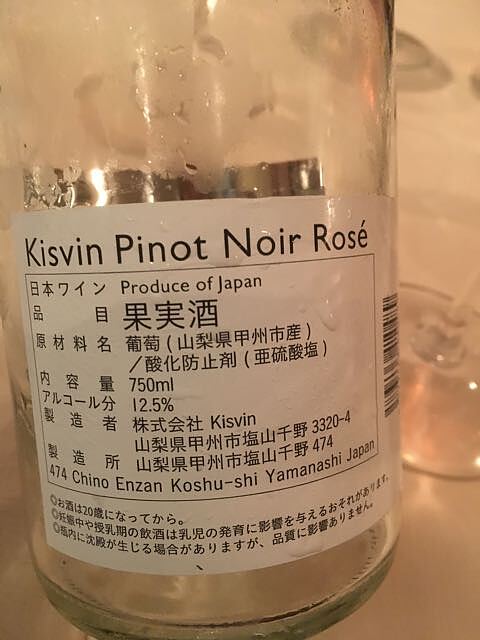 Kisvin Pinot Noir Rosé
日本ワイン Produce of Japan
品目 果実酒
原材料名 葡萄(山梨県甲州市産)
/酸化防止剤(亜硫酸塩)
内容量 750ml
アルコール分 12.5%
製造者 株式会社 Kisvin
山梨県甲州市塩山千野 3320-4
製造所 山梨県甲州市塩山千野 474
474 Chino Enzan Koshu-shi Yamanashi Japan
◎お酒は20歳になってから。
◎妊娠中や授乳期の飲酒は乳児の発育に影響を与えるおそれがあります。
◎瓶内に沈殿が生じる場合がありますが、品質に影響ありません。